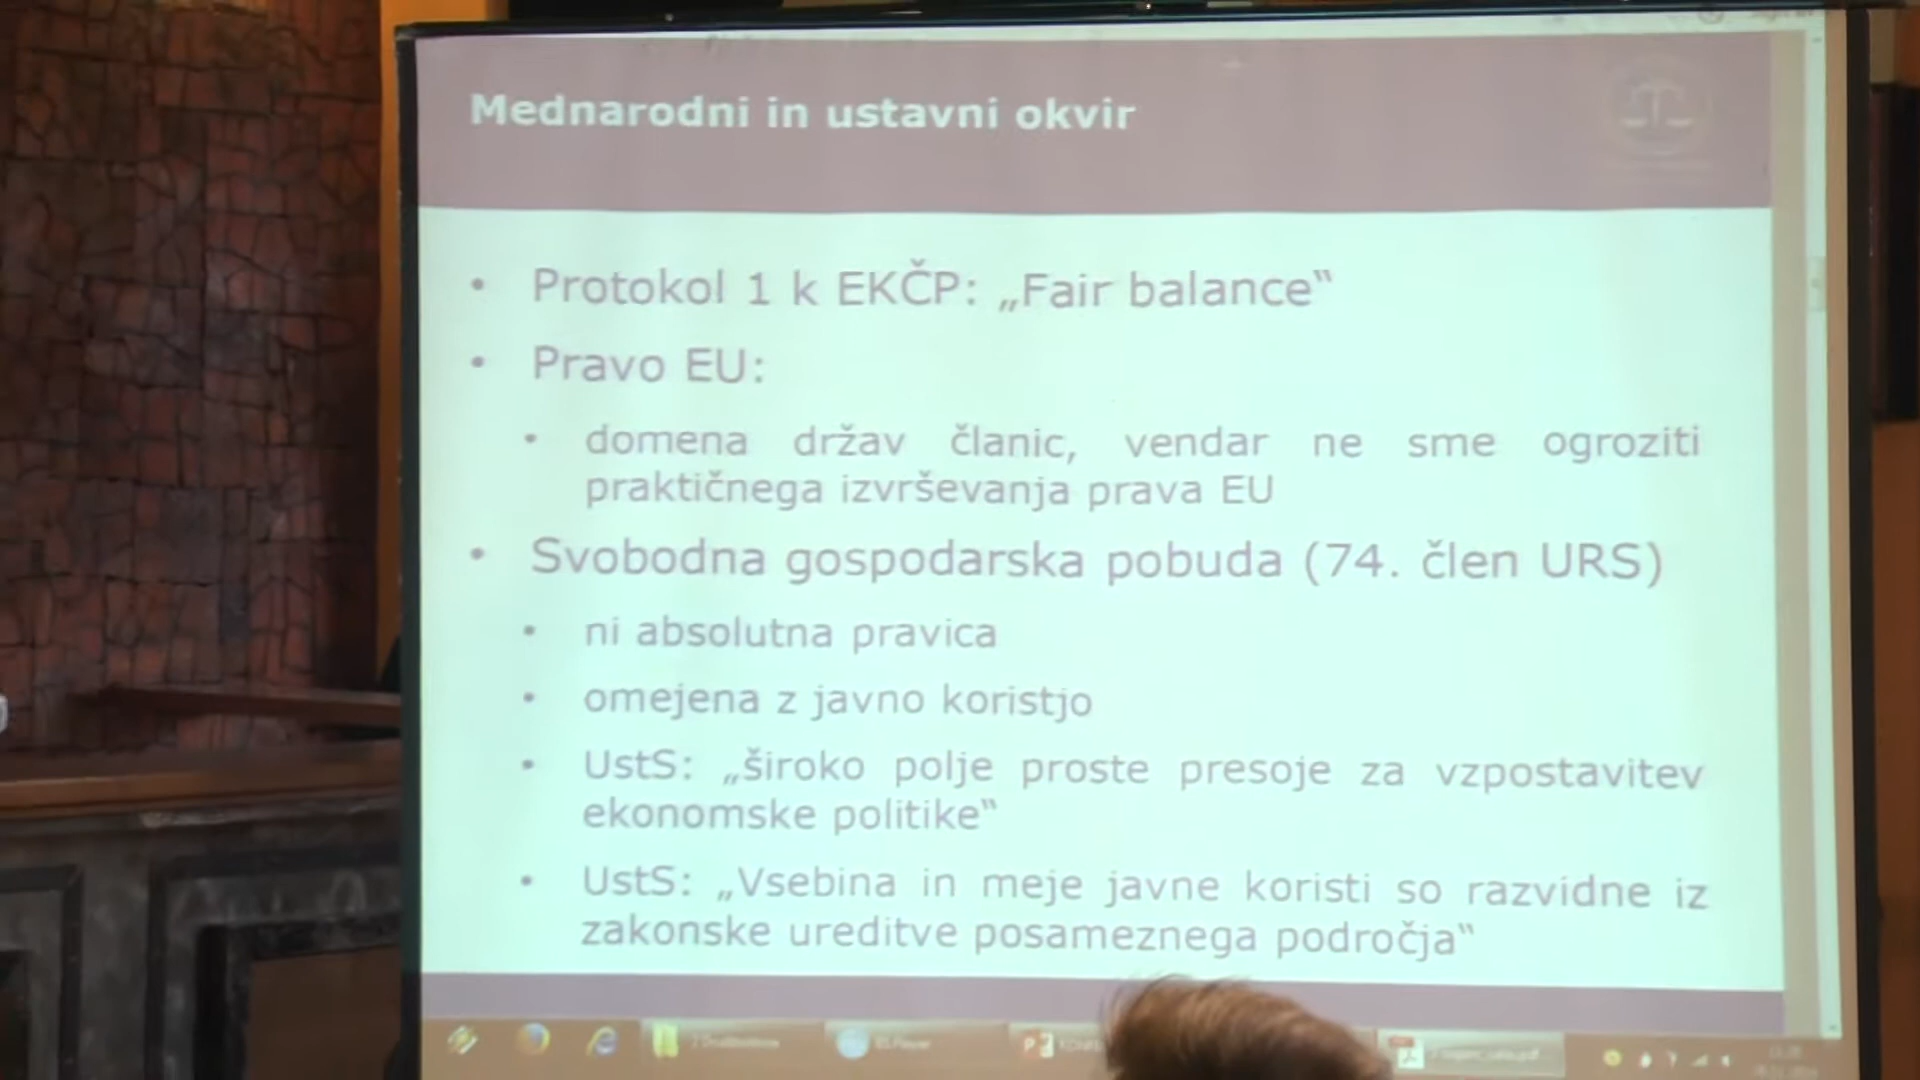 Mednarodni in ustavni okvir
• Protokol 1 k EKČP: „Fair balance“
• Pravo EU:
• domena držav članic, vendar ne sme ogroziti
praktičnega izvrševanja prava EU
• Svobodna gospodarska pobuda (74. člen URS)
• ni absolutna pravica
• omejena z javno koristjo
• UstS: „široko polje proste presoje za vzpostavitev
ekonomske politike“
• UstS: „Vsebina in meje javne koristi so razvidne iz
zakonske ureditve posameznega področja“